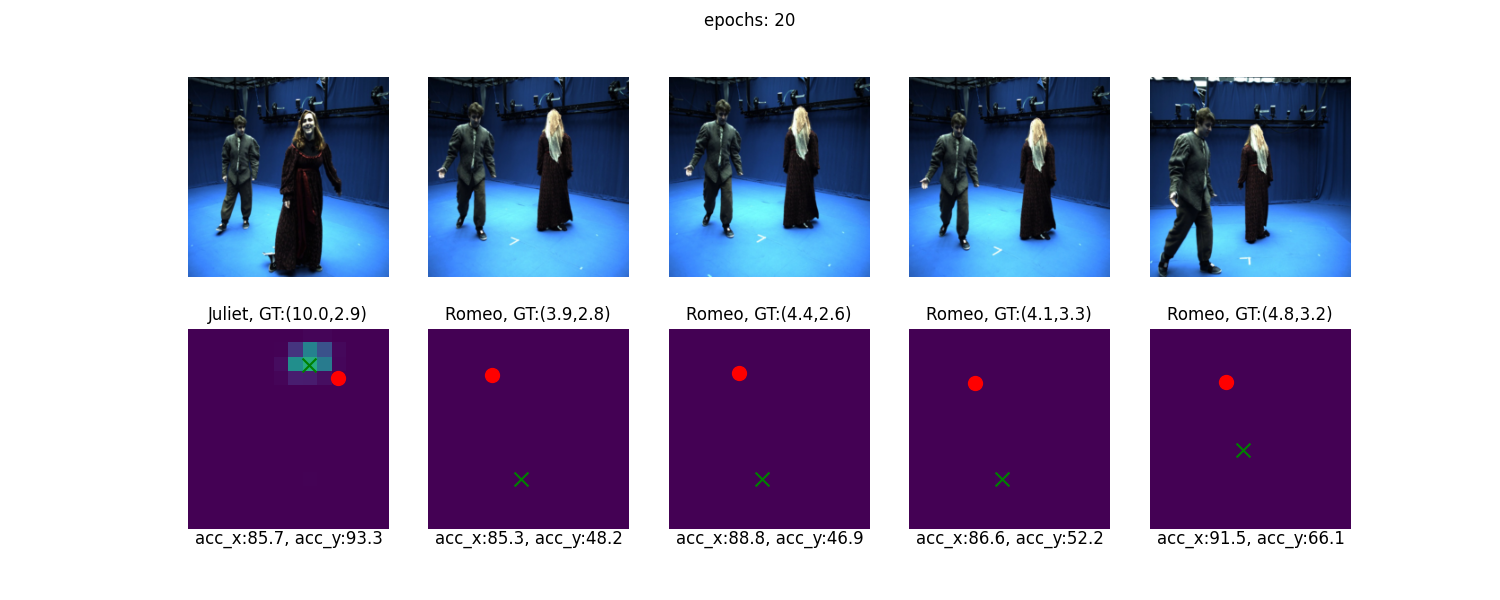 epochs: 20
Juliet, GT:(10.0,2.9)
Romeo, GT:(3.9,2.8)
Romeo, GT:(4.4,2.6)
Romeo, GT:(4.1,3.3)
Romeo, GT:(4.8,3.2)
acc_x:85.7, acc_y:93.3
acc_x:85.3, acc_y:48.2
acc_x:88.8, acc_y:46.9
acc_x:86.6, acc_y:52.2
acc_x:91.5, acc_y:66.1